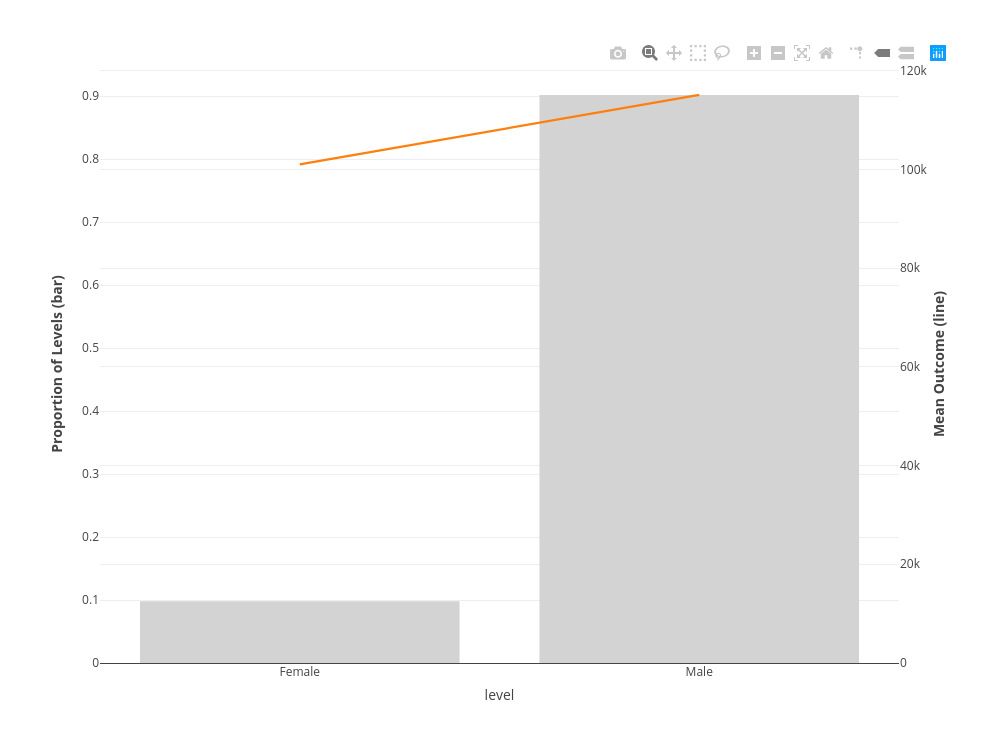 120k
0.9
0.8
100k
0.7
80k
0.6
0.5
60k
0.4
0.3
40k
0.2
20k
0.1
0
0
Proportion of Levels (bar)
Mean Outcome (line)
Female
Male
level